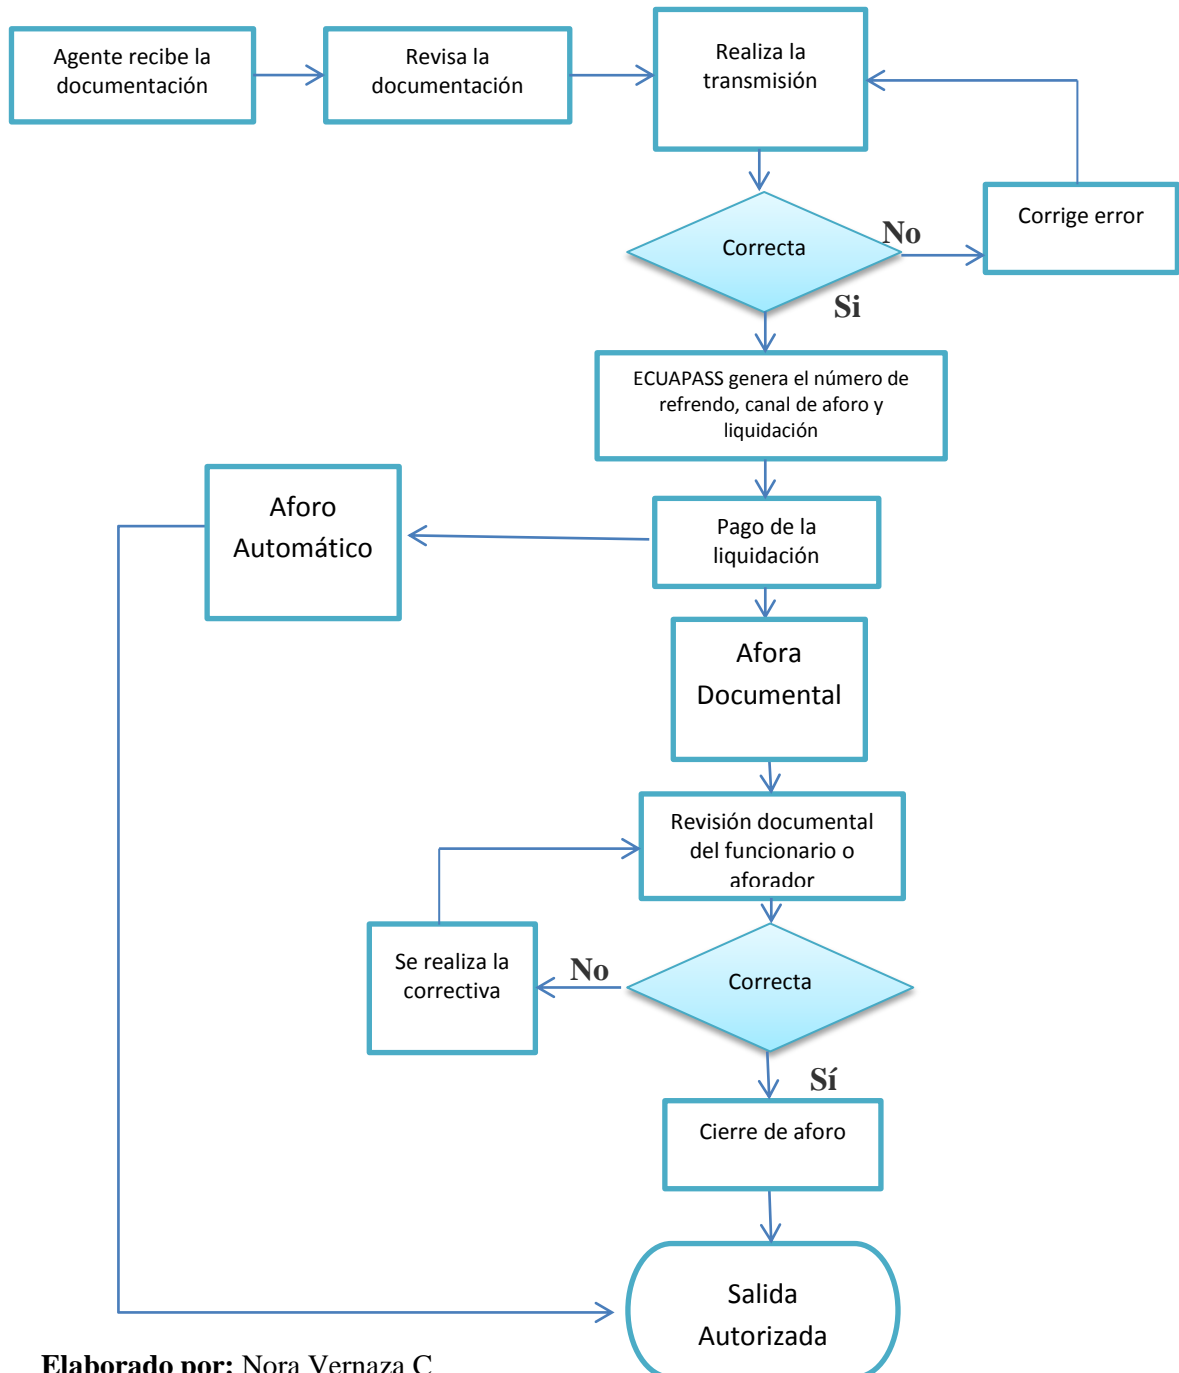 Agente recibe la
documentación
Revisa la
documentación
Realiza la
transmisión
Corrige error
Correcta
No
Si
ECUAPASS genera el número de
refrendo, canal de aforo y
liquidación
Aforo
Automático
Pago de la
liquidación
Afora
Documental
Revisión documental
del funcionario o
aforador
Se realiza la
correctiva
No
Correcta
Sí
Cierre de aforo
Salida
Autorizada
Elaborado por: Nora Vernaza C